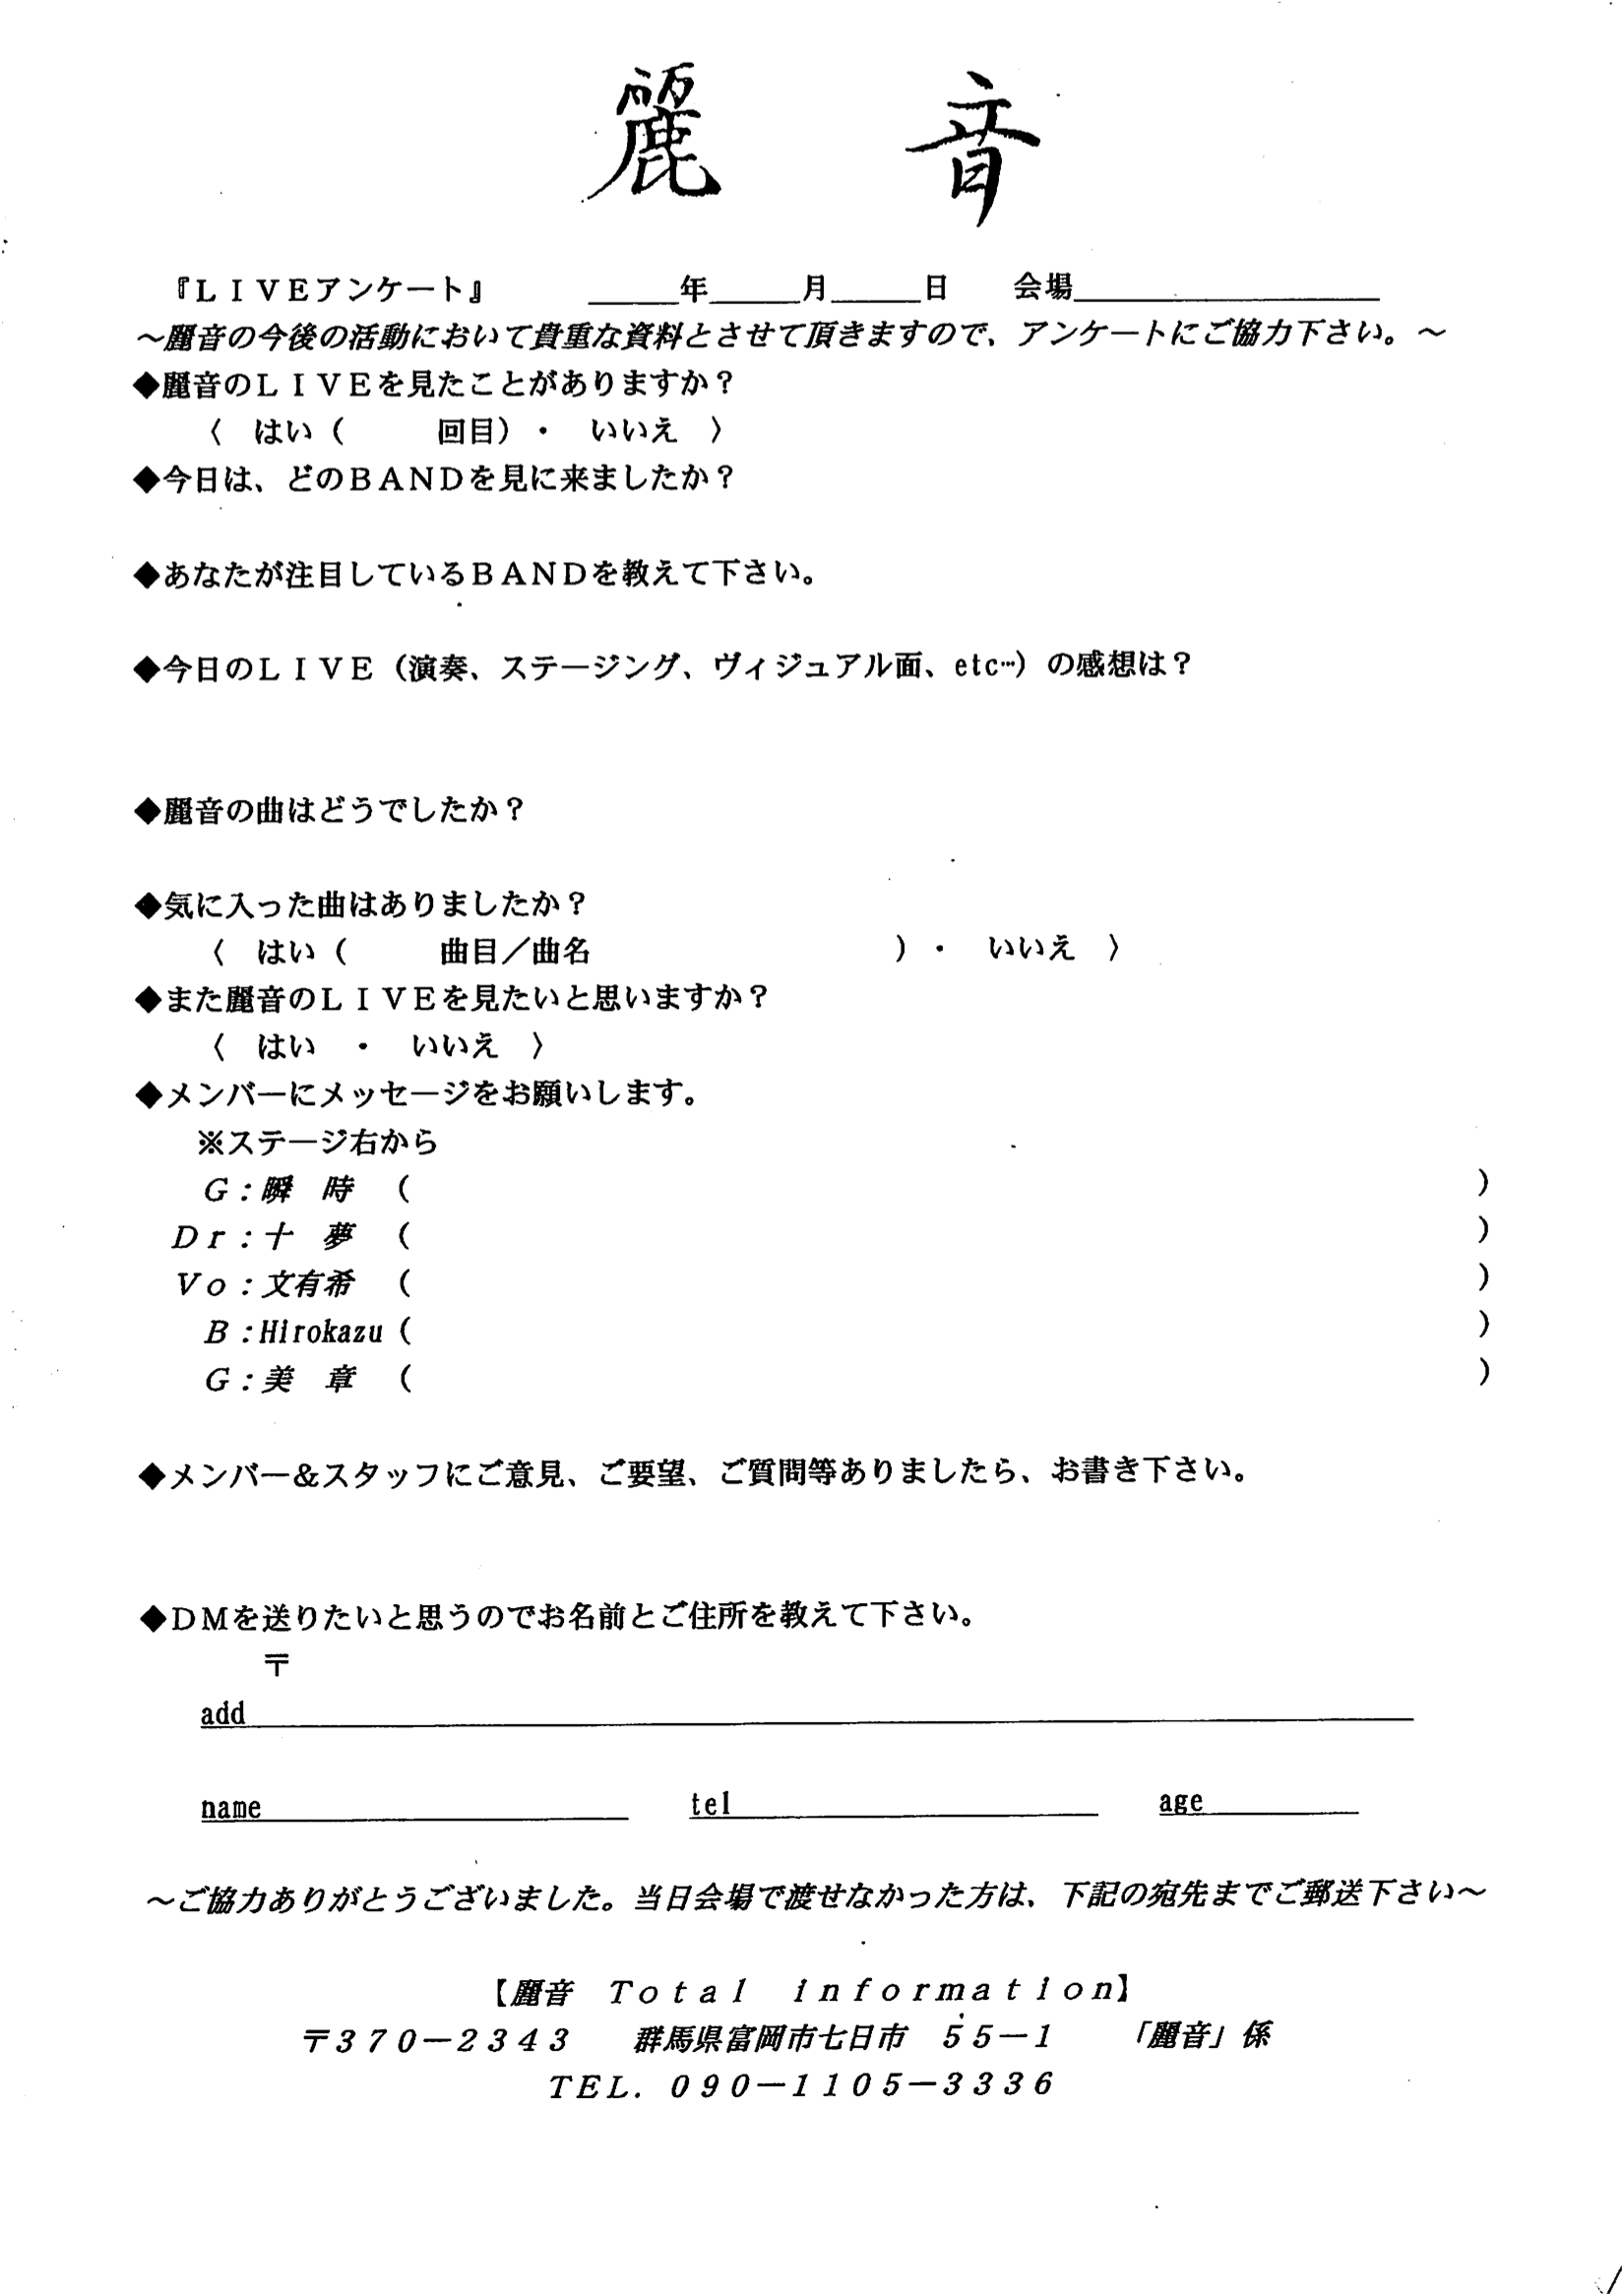 麗音
『ＬＩＶＥアンケート』　　　＿＿＿年＿＿＿月＿＿＿日　　会場＿＿＿＿＿＿＿＿＿＿
～麗音の今後の活動において貴重な資料とさせて頂きますので、アンケートにご協力下さい。～
◆麗音のＬＩＶＥを見たことがありますか？
〈　はい（　　　回目）・　いいえ　〉
◆今日は、どのＢＡＮＤを見に来ましたか？
◆あなたが注目しているＢＡＮＤを教えて下さい。
◆今日のＬＩＶＥ（演奏、ステージング、ヴィジュアル面、etc…）の感想は？
◆麗音の曲はどうでしたか？
◆気に入った曲はありましたか？
〈　はい（　　　曲目／曲名　　　　　　　　　　）・　いいえ　〉
◆また麗音のＬＩＶＥを見たいと思いますか？
〈　はい　・　いいえ　〉
◆メンバーにメッセージをお願いします。
※ステージ右から
Ｇ：瞬　時　（　　　　　　　　　　）
Ｄｒ：十　夢　（　　　　　　　　　　）
Ｖｏ：文有希　（　　　　　　　　　　）
Ｂ：Hirokazu（　　　　　　　　　　）
Ｇ：美　章　（　　　　　　　　　　）
◆メンバー＆スタッフにご意見、ご要望、ご質問等ありましたら、お書き下さい。
◆ＤＭを送りたいと思うのでお名前とご住所を教えて下さい。
〒
add
name　　　tel　　　age
～ご協力ありがとうございました。当日会場で渡せなかった方は、下記の宛先までご郵送下さい～
【麗音　Ｔｏｔａｌ　ｉｎｆｏｒｍａｔｉｏｎ】
〒３７０－２３４３　　群馬県富岡市七日市　５５－１　　「麗音」係
ＴＥＬ．０９０－１１０５－３３３６